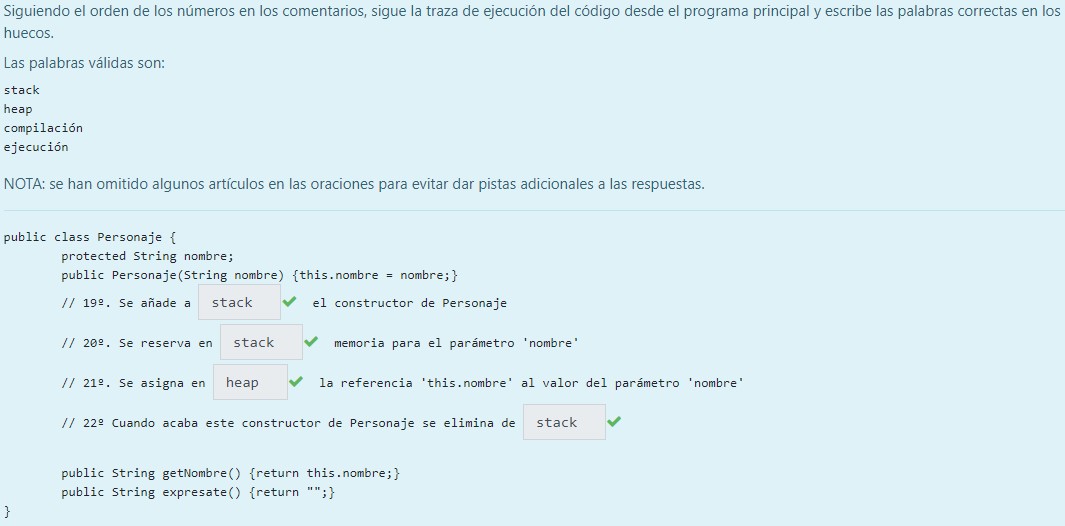 Siguiendo el orden de los números en los comentarios, sigue la traza de ejecución del código desde el programa principal y escribe las palabras correctas en los
huecos.
Las palabras válidas son:
stack
heap
compilación
ejecución
NOTA: se han omitido algunos artículos en las oraciones para evitar dar pistas adicionales a las respuestas.
public class Personaje {
protected String nombre;
public Personaje(String nombre) {this.nombre = nombre;}
// 19º. Se añade a stack el constructor de Personaje
// 20º. Se reserva en stack memoria para el parámetro 'nombre'
// 21º. Se asigna en heap la referencia 'this.nombre' al valor del parámetro 'nombre'
// 22º Cuando acaba este constructor de Personaje se elimina de stack
public String getNombre() {return this.nombre;}
public String expresate() {return "";}
}